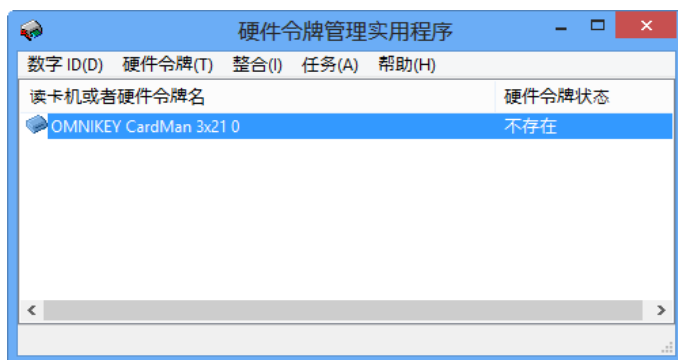 硬件令牌管理实用程序
数字 ID(D) 硬件令牌(T) 整合(I) 任务(A) 帮助(H)
读卡机或者硬件令牌名 硬件令牌状态
OMNIKEY CardMan 3x21 0 不存在